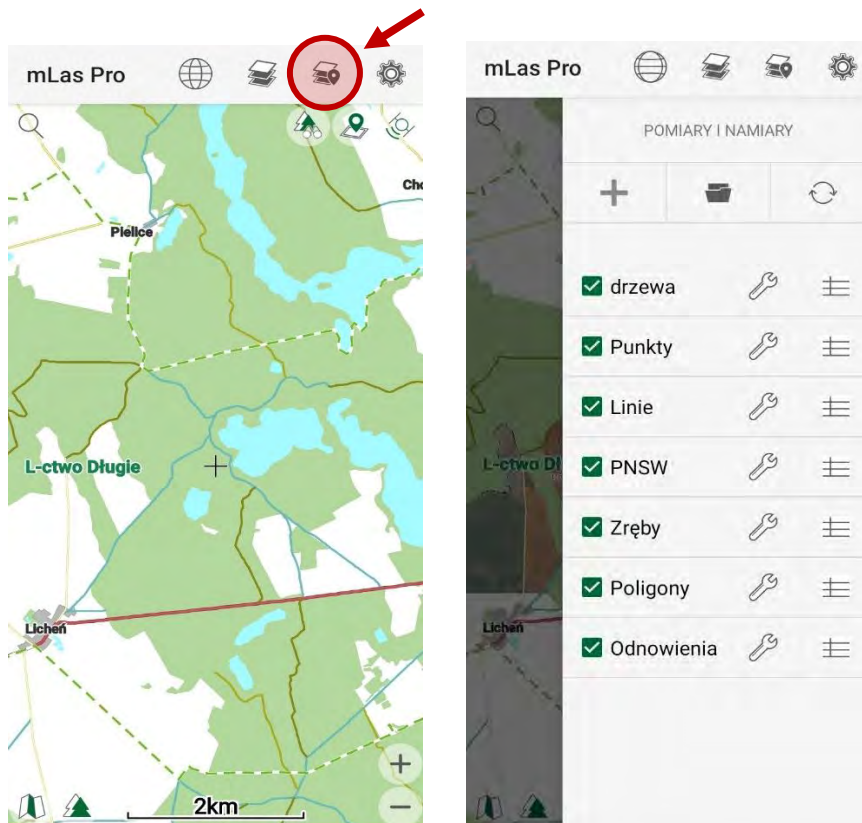 mLas Pro
Cho
Pielice
L-ctwo Długie
Licheń
2km
mLas Pro
POMIARY I NAMIARY
drzewa
Punkty
Linie
PNSW
Zręby
Poligony
Odnowienia
L-ctwo Dł
Licheń